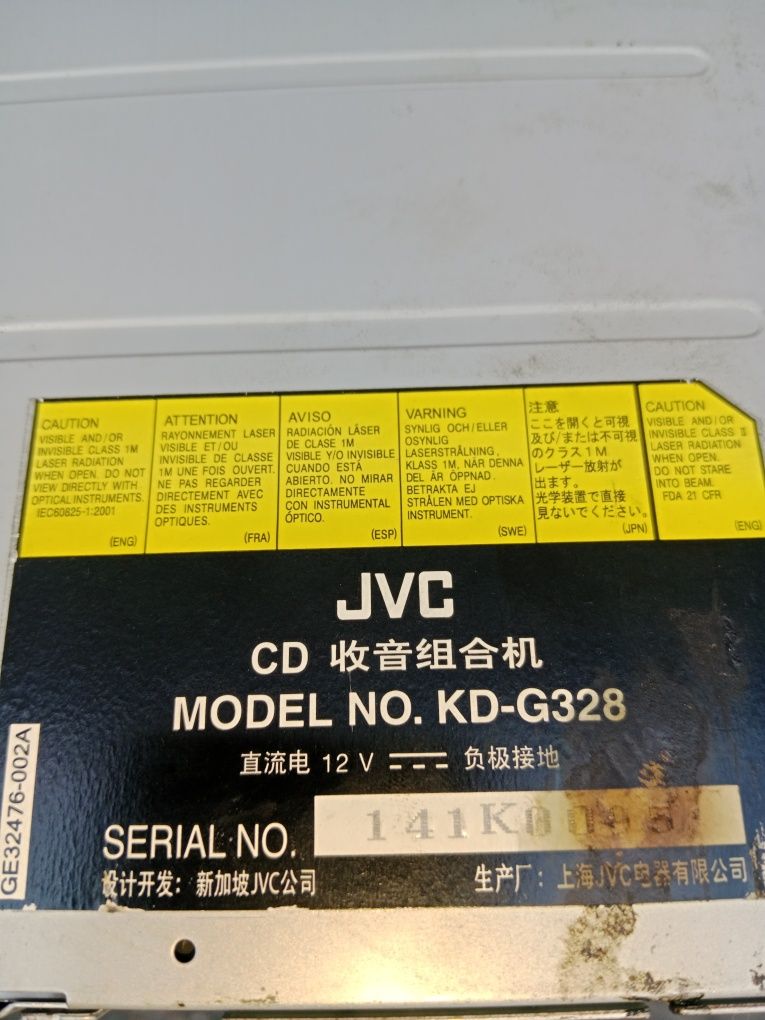 CAUTION
VISIBLE AND/OR
INVISIBLE CLASS 1M
LASER RADIATION
WHEN OPEN. DO NOT
VIEW DIRECTLY WITH
OPTICAL INSTRUMENTS.
IEC60825-1:2001
(ENG)
ATTENTION
RAYONNEMENT LASER
VISIBLE ET/OU
INVISIBLE DE CLASSE
1M UNE FOIS OUVERT.
NE PAS REGARDER
DIRECTEMENT AVEC
DES INSTRUMENTS
OPTIQUES.
(FRA)
AVISO
RADIACIÓN LÁSER
DE CLASE 1M
VISIBLE Y/O INVISIBLE
CUANDO ESTÁ
ABIERTO. NO MIRAR
DIRECTAMENTE
CON INSTRUMENTAL
ÓPTICO.
(ESP)
VARNING
SYNLIG OCH/ELLER
OSYNLIG
LASERSTRÅLNING,
KLASS 1M, NÄR DENNA
DEL ÄR ÖPPNAD.
BETRAKTA EJ
STRÅLEN MED OPTISKA
INSTRUMENT.
(SWE)
注意
ここを開くと可視
及び/または不可視
のクラス1M
レーザー放射が
出ます。
光学装置で直接
見ないでください。
(JPN)
CAUTION
VISIBLE AND/OR
INVISIBLE CLASS II
LASER RADIATION
WHEN OPEN.
DO NOT STARE
INTO BEAM.
FDA 21 CFR
(ENG)
JVC
CD 收音组合机
MODEL NO. KD-G328
直流电 12 V 负极接地
GE32476-002A
SERIAL NO.
设计开发: 新加坡JVC公司
生产厂: 上海JVC电器有限公司